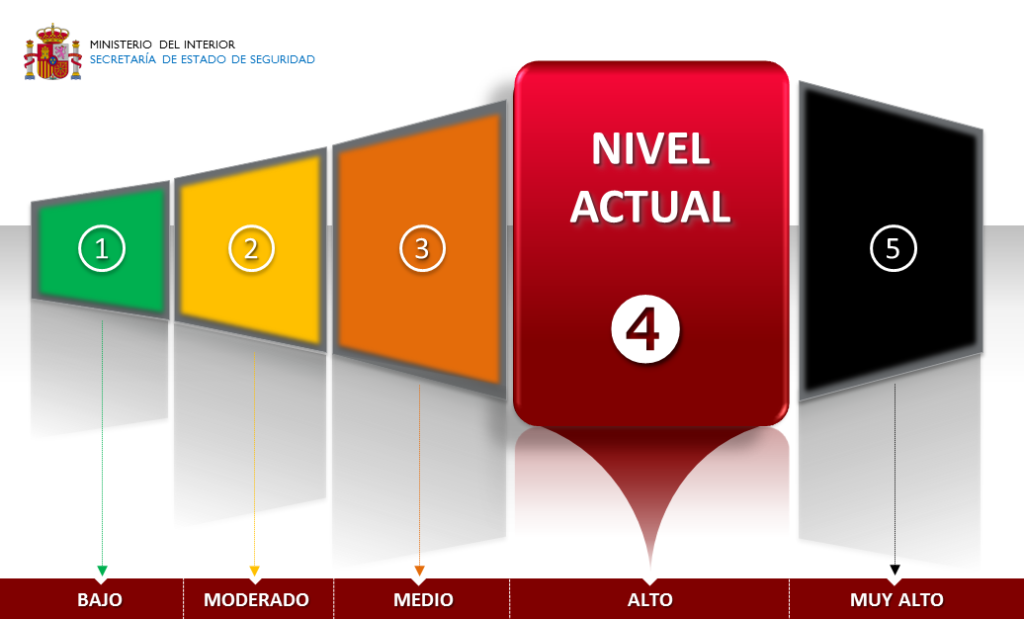 MINISTERIO DEL INTERIOR
SECRETARÍA DE ESTADO DE SEGURIDAD
NIVEL
ACTUAL
1
2
3
4
5
BAJO
MODERADO
MEDIO
ALTO
MUY ALTO